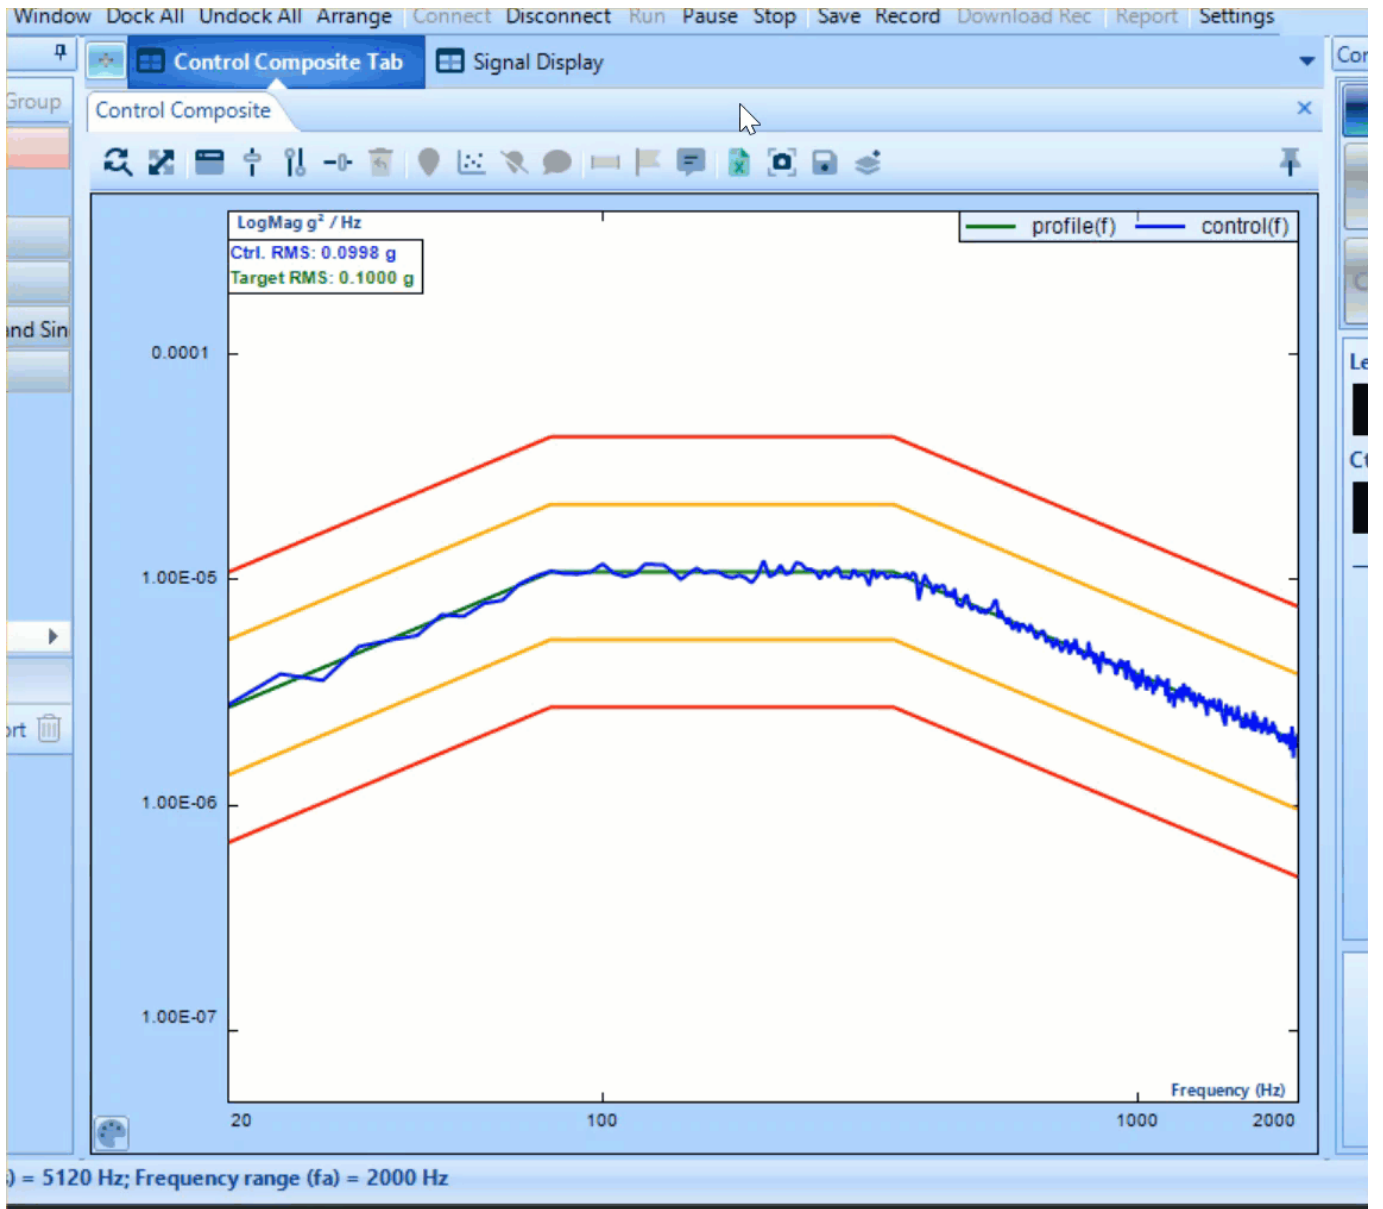 Window Dock All Undock All Arrange Connect Disconnect Run Pause Stop Save Record Download Rec Report Settings
Control Composite Tab Signal Display
Group
Control Composite
LogMag g² / Hz
profile(f) control(f)
Ctrl. RMS: 0.0998 g
Target RMS: 0.1000 g
0.0001
1.00E-05
1.00E-06
1.00E-07
Frequency (Hz)
20 100 1000 2000
= 5120 Hz; Frequency range (fa) = 2000 Hz